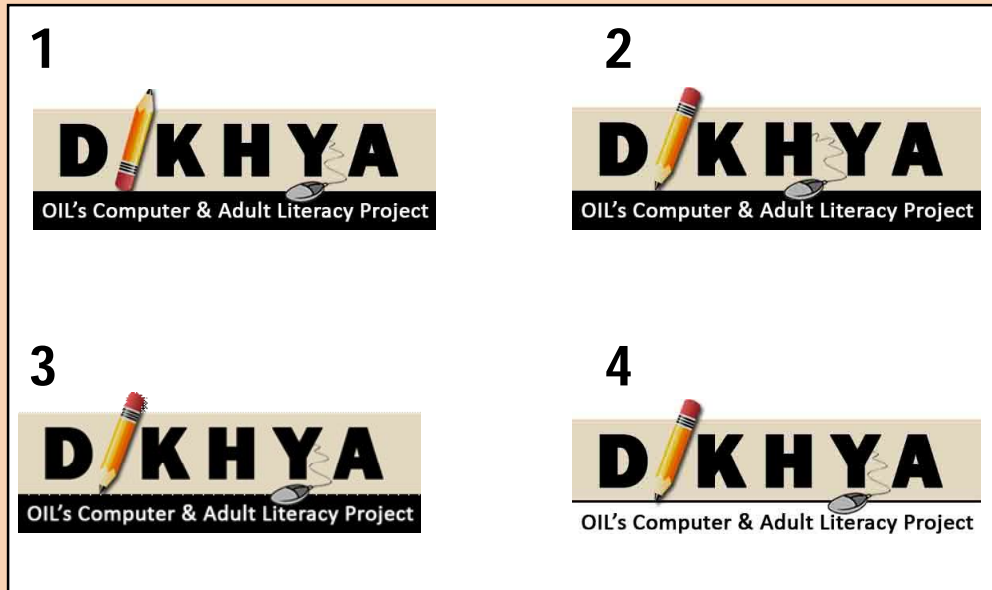 1
D KHYA
OIL's Computer & Adult Literacy Project
2
D KHYA
OIL's Computer & Adult Literacy Project
3
D KHYA
OIL's Computer & Adult Literacy Project
4
D KHYA
OIL's Computer & Adult Literacy Project